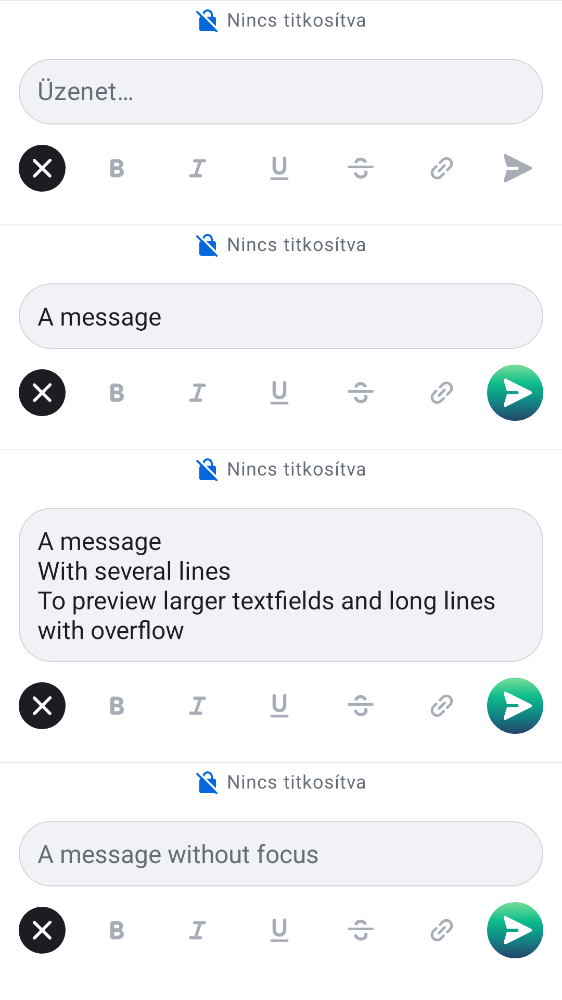 Nincs titkosítva
Üzenet…
B I U S
Nincs titkosítva
A message
B I U S
Nincs titkosítva
A message
With several lines
To preview larger textfields and long lines
with overflow
B I U S
Nincs titkosítva
A message without focus
B I U S